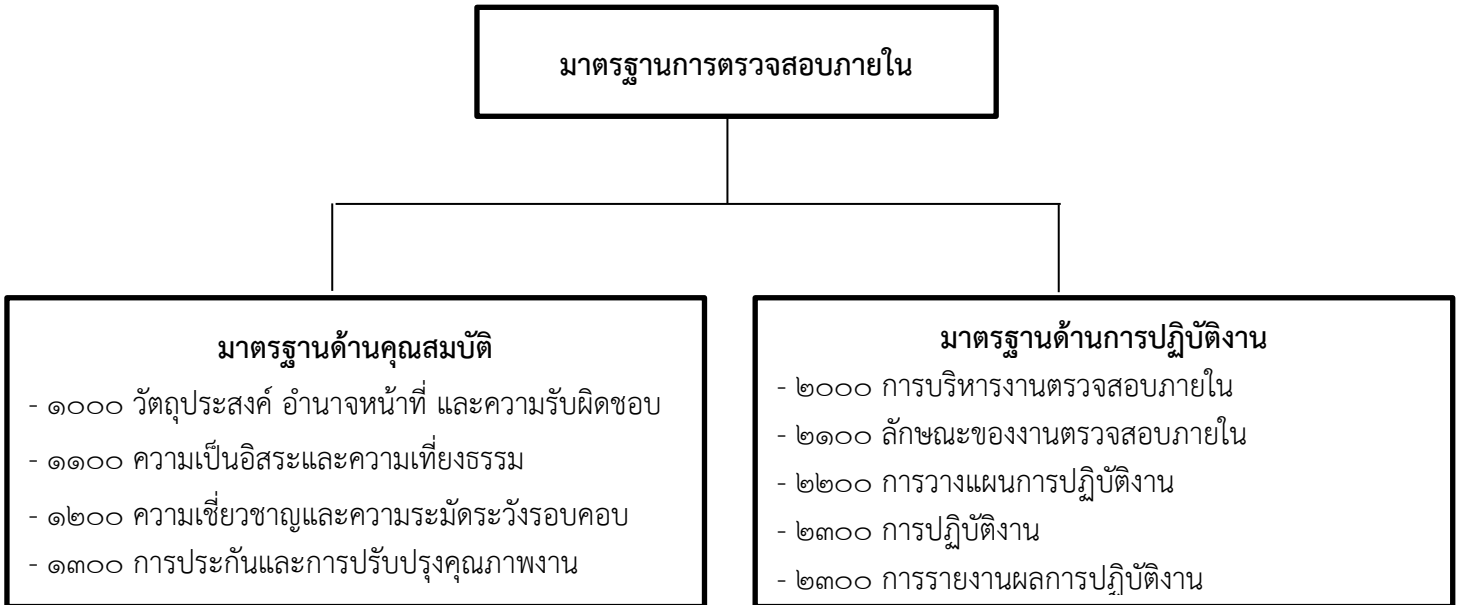 มาตรฐานการตรวจสอบภายใน
มาตรฐานด้านคุณสมบัติ
- ๑๐๐๐ วัตถุประสงค์ อำนาจหน้าที่ และความรับผิดชอบ
- ๑๑๐๐ ความเป็นอิสระและความเที่ยงธรรม
- ๑๒๐๐ ความเชี่ยวชาญและความระมัดระวังรอบคอบ
- ๑๓๐๐ การประกันและการปรับปรุงคุณภาพงาน
มาตรฐานด้านการปฏิบัติงาน
- ๒๐๐๐ การบริหารงานตรวจสอบภายใน
- ๒๑๐๐ ลักษณะของงานตรวจสอบภายใน
- ๒๒๐๐ การวางแผนการปฏิบัติงาน
- ๒๓๐๐ การปฏิบัติงาน
- ๒๓๐๐ การรายงานผลการปฏิบัติงาน